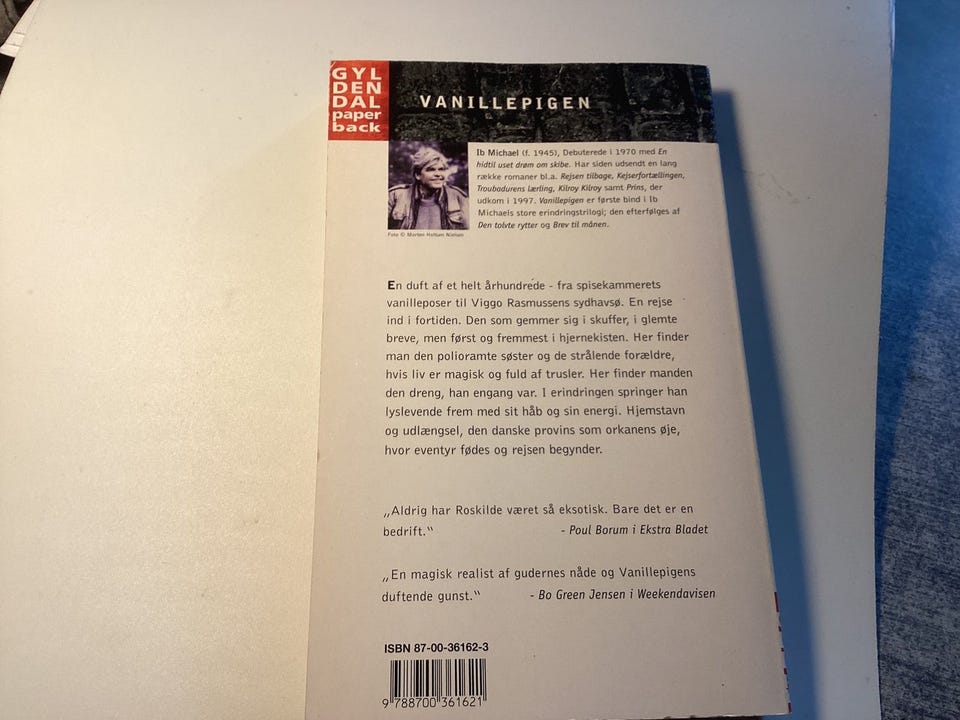 GYL
DEN
DAL
paper
back
VANILLEPIGEN
Ib Michael (f. 1945), Debuterede i 1970 med En
hidtil uset drøm om skibe. Har siden udsendt en lang
række romaner bl.a. Rejsen tilbage, Kejserfortællingen,
Troubadurens lærling, Kilroy Kilroy samt Prins, der
udkom i 1997. Vanillepigen er første bind i Ib
Michaels store erindringstrilogi; den efterfølges af
Den tolvte rytter og Brev til månen.
Foto © Morten Holtum Nielsen
En duft af et helt århundrede - fra spisekammerets
vanilleposer til Viggo Rasmussens sydhavsø. En rejse
ind i fortiden. Den som gemmer sig i skuffer, i glemte
breve, men først og fremmest i hjernekisten. Her finder
man den polioramte søster og de strålende forældre,
hvis liv er magisk og fuld af trusler. Her finder manden
den dreng, han engang var. I erindringen springer han
lyslevende frem med sit håb og sin energi. Hjemstavn
og udlængsel, den danske provins som orkanens øje,
hvor eventyr fødes og rejsen begynder.
„Aldrig har Roskilde været så eksotisk. Bare det er en
bedrift.“ - Poul Borum i Ekstra Bladet
„En magisk realist af gudernes nåde og Vanillepigens
duftende gunst.“ - Bo Green Jensen i Weekendavisen
ISBN 87-00-36162-3
9 788700 361621